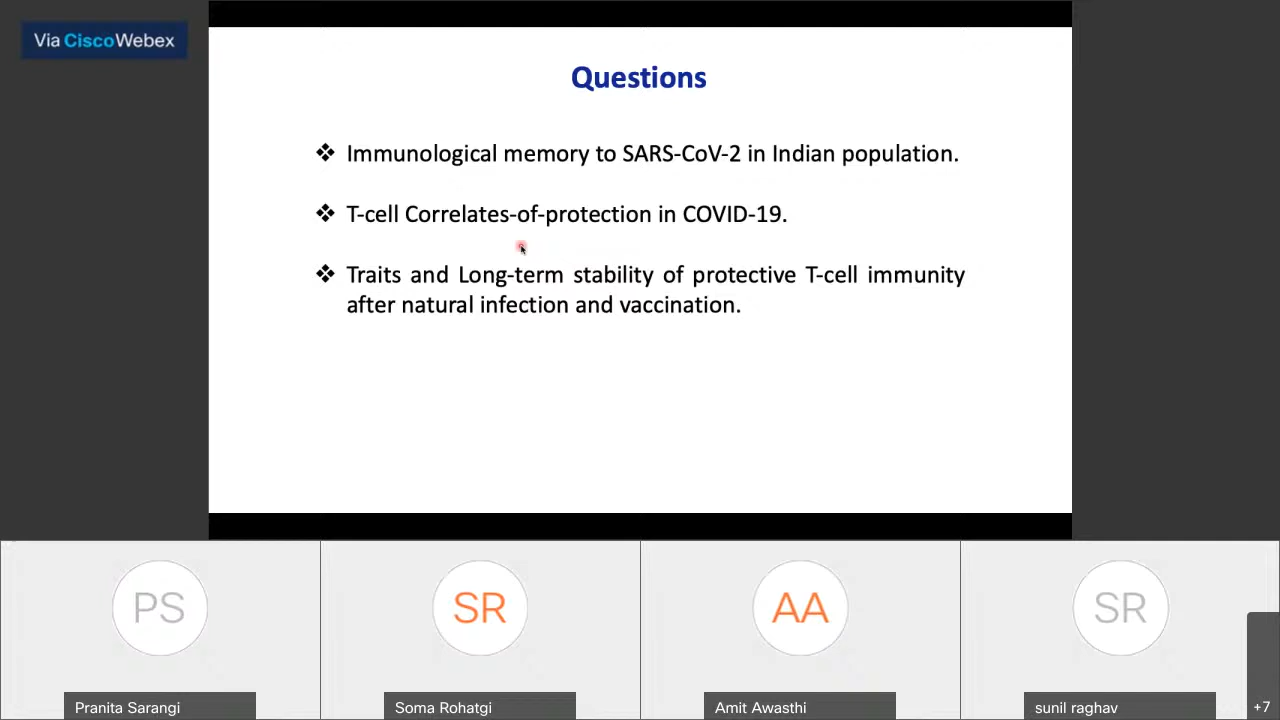 Via CiscoWebex
Questions
❖ Immunological memory to SARS-CoV-2 in Indian population.
❖ T-cell Correlates-of-protection in COVID-19.
❖ Traits and Long-term stability of protective T-cell immunity
after natural infection and vaccination.
PS
SR
AA
SR
Pranita Sarangi
Soma Rohatgi
Amit Awasthi
sunil raghav
+7